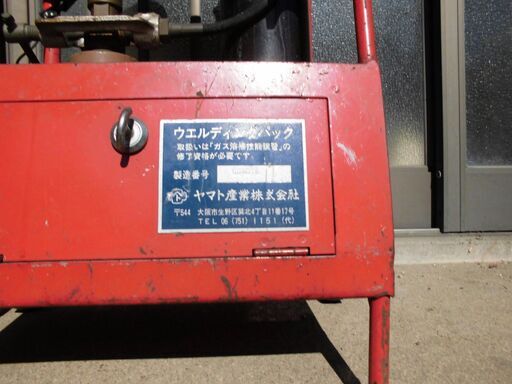 ウエルディングパック
取扱いは「ガス溶接技能講習」の
修了資格が必要です。
製造番号
ヤマト産業株式会社
〒544 大阪市生野区巽北4丁目11番17号
TEL 06 (751) 1151 (代)